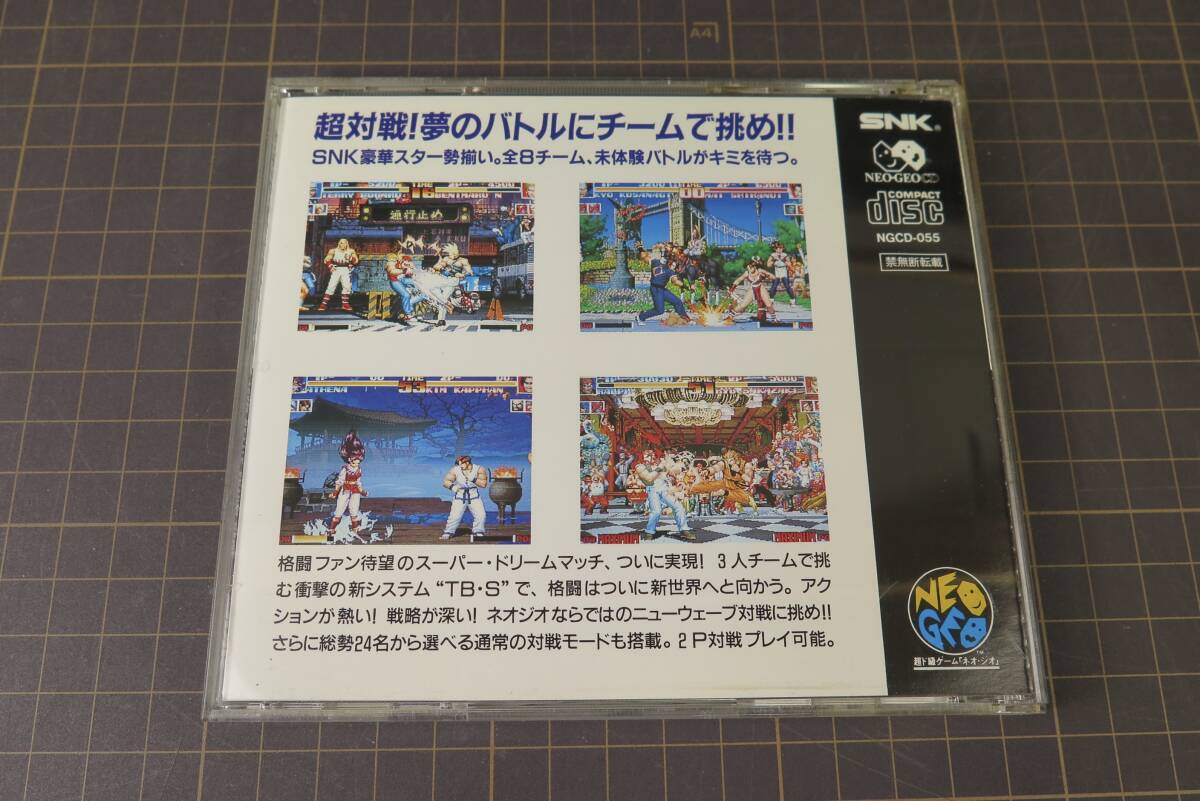 A4
超対戦!夢のバトルにチームで挑め!!
SNK豪華スター勢揃い。全8チーム、未体験バトルがキミを待つ。
通行止め
ATHENA
KIM KAPPHAN
格闘ファン待望のスーパー・ドリームマッチ、ついに実現! 3人チームで挑
む衝撃の新システム“TB・S”で、格闘はついに新世界へと向かう。アク
ションが熱い! 戦略が深い! ネオジオならではのニューウェーブ対戦に挑め!!
さらに総勢24名から選べる通常の対戦モードも搭載。2P対戦プレイ可能。
SNK®
NEO・GEO CD
COMPACT
disc
NGCD-055
禁無断転載
NEO
GEO
™
超ド級ゲーム「ネオ・ジオ」